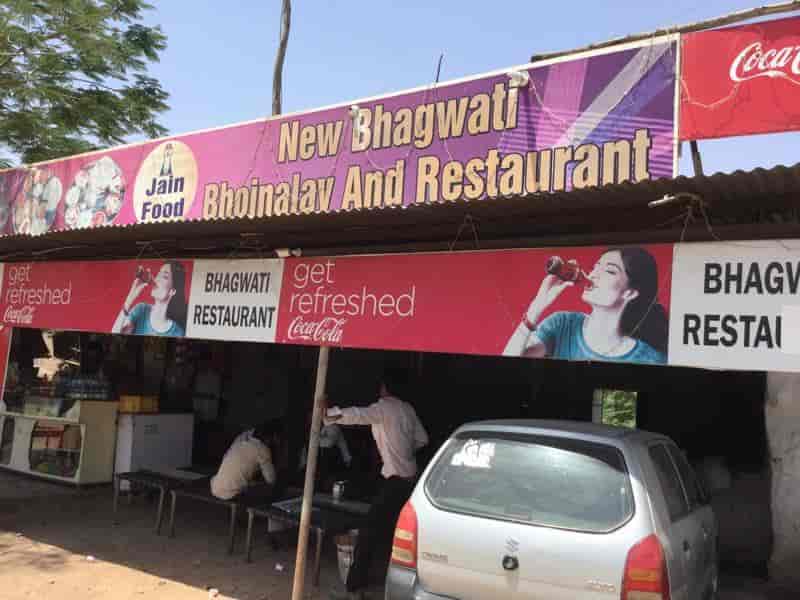 Coca
New Bhagwati
Jain
Food
Bhojnalay And Restaurant
get
refreshed
Coca-Cola
BHAGWATI
RESTAURANT
get
refreshed
Coca-Cola
BHAGW
RESTAU